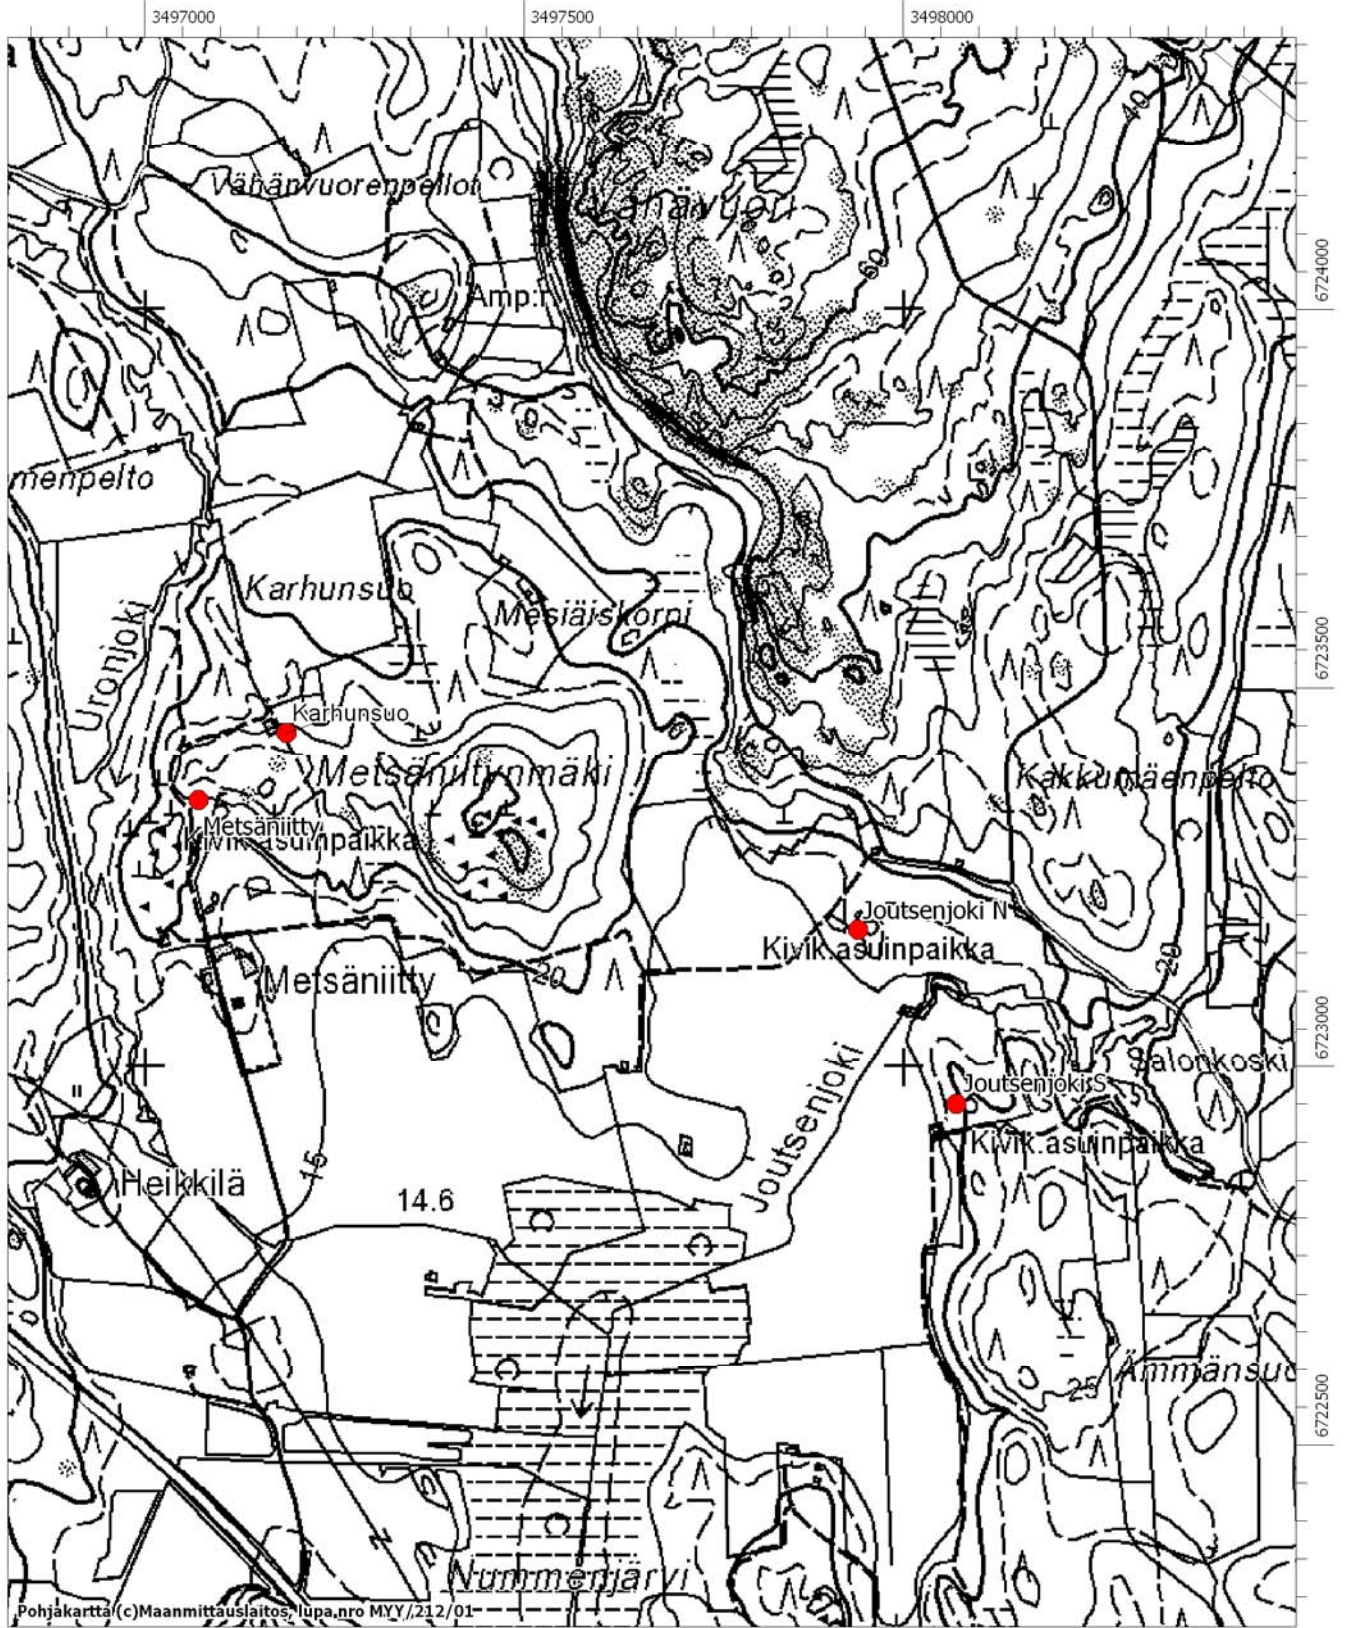 3497000
3497500
3498000
40
Vähänvuorenpellot
Vähävuori
60
6724000
Amp.r
menpelto
Karhunsuo
Mesiäiskorpi
6723500
Uronjoki
Karhunsuo
Metsäniitynmäki
Kakkumäenpelto
Metsäniitty
Kivik.asuinpaikka
Joutsenjoki N
Kivik.asuinpaikka
20
20
Metsäniitty
6723000
Salonkoski
Joutsenjoki
Joutsenjoki S
Kivik.asuinpaikka
15
Heikkilä
14.6
Ämmänsuo
25
6722500
Nummenjärvi
Pohjakartta (c)Maanmittauslaitos, lupa.nro MYY/212/01